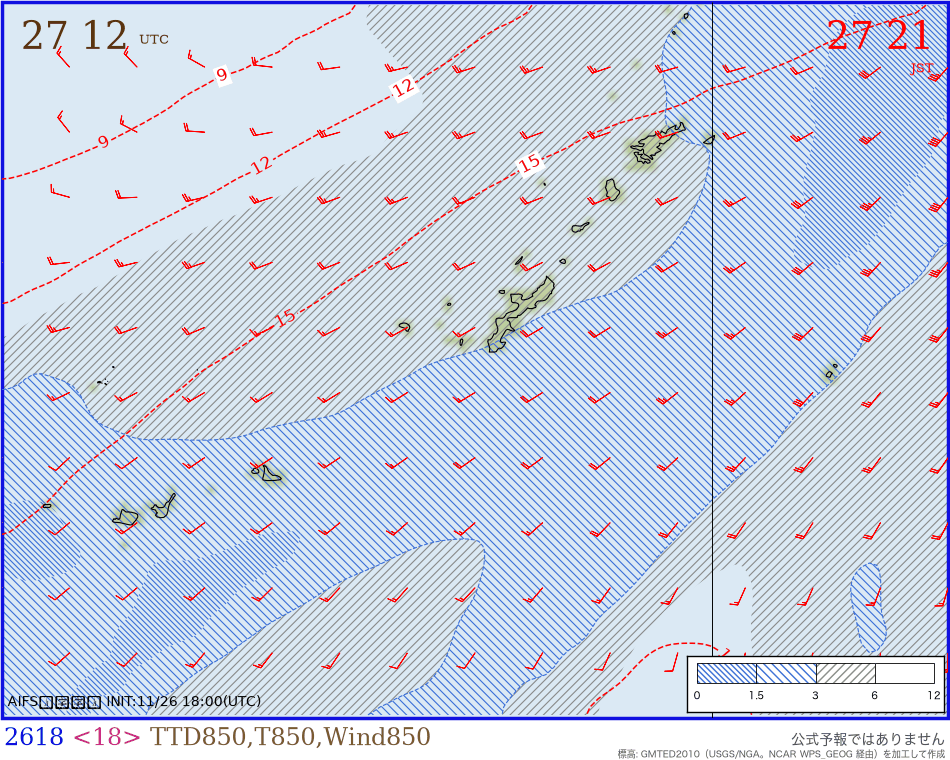 27 12 UTC
27 21
JST
9
12
9
12
15
15
0 1.5 3 6 12
AIFS□□□□ INIT:11/26 18:00(UTC)
2618 <18> TTD850,T850,Wind850
公式予報ではありません
標高: GMTED2010（USGS/NGA。NCAR WPS_GEOG 経由）を加工して作成